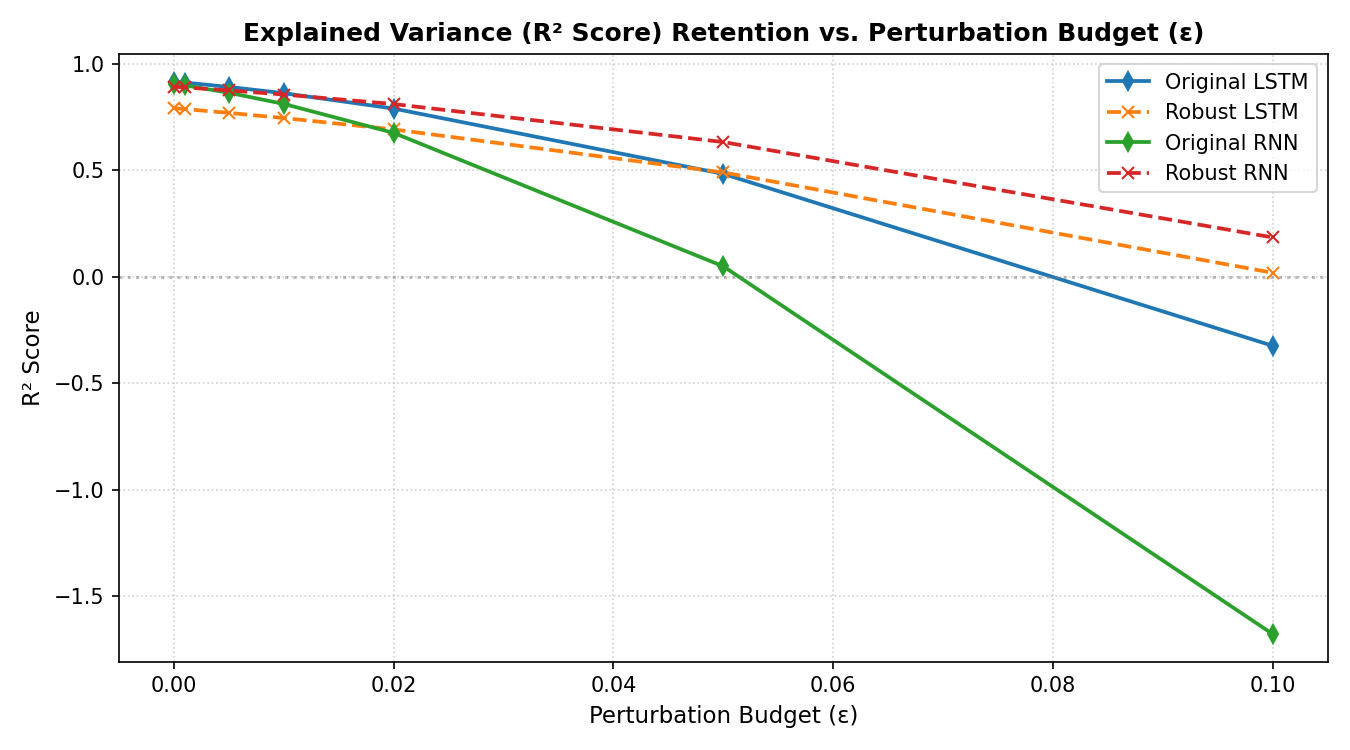 Explained Variance (R² Score) Retention vs. Perturbation Budget (ε)
R² Score
1.0
0.5
0.0
−0.5
−1.0
−1.5
Original LSTM
Robust LSTM
Original RNN
Robust RNN
0.00 0.02 0.04 0.06 0.08 0.10
Perturbation Budget (ε)